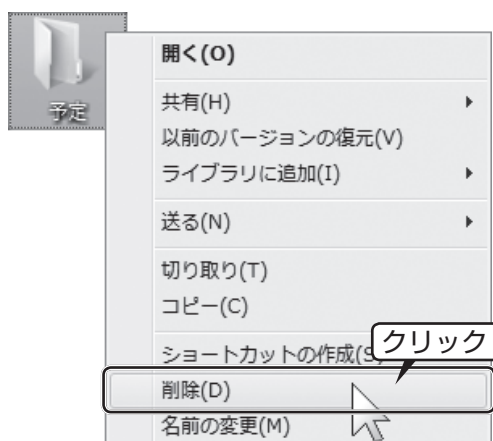 予定
開く(O)
共有(H)
以前のバージョンの復元(V)
ライブラリに追加(I)
送る(N)
切り取り(T)
コピー(C)
ショートカットの作成(S)
クリック
削除(D)
名前の変更(M)